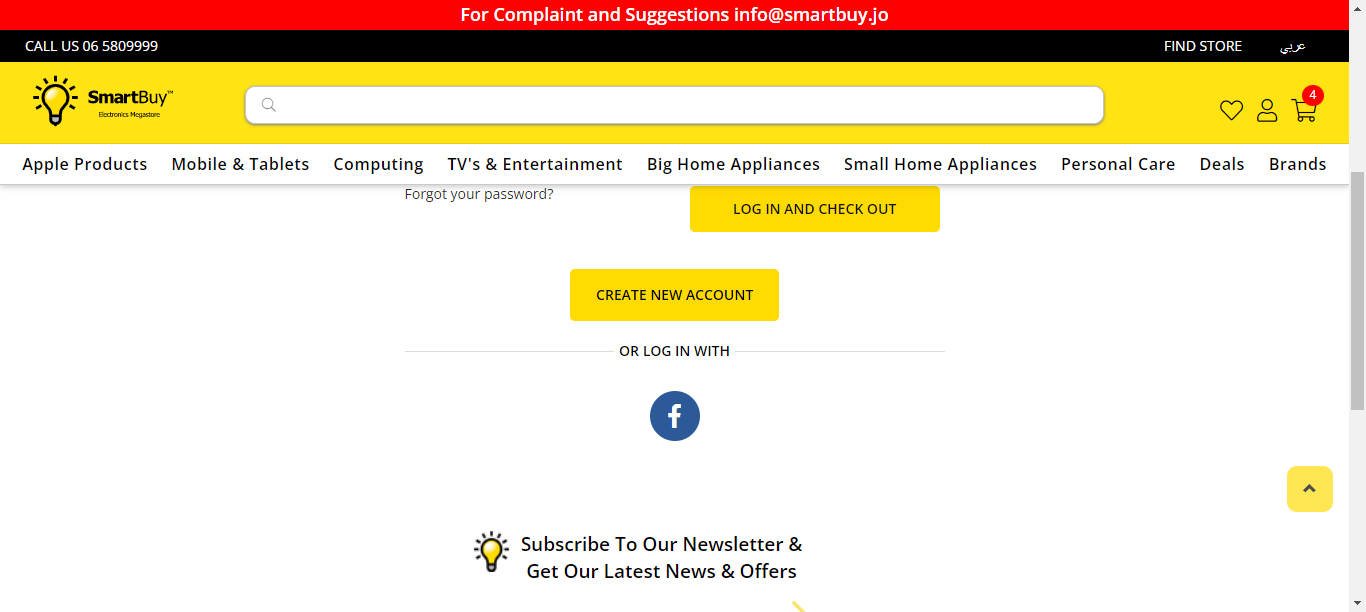 For Complaint and Suggestions info@smartbuy.jo
CALL US 06 5809999
FIND STORE
عربي
SmartBuy™
Electronics Megastore
4
Apple Products
Mobile & Tablets
Computing
TV's & Entertainment
Big Home Appliances
Small Home Appliances
Personal Care
Deals
Brands
Forgot your password?
LOG IN AND CHECK OUT
CREATE NEW ACCOUNT
OR LOG IN WITH
Subscribe To Our Newsletter &
Get Our Latest News & Offers